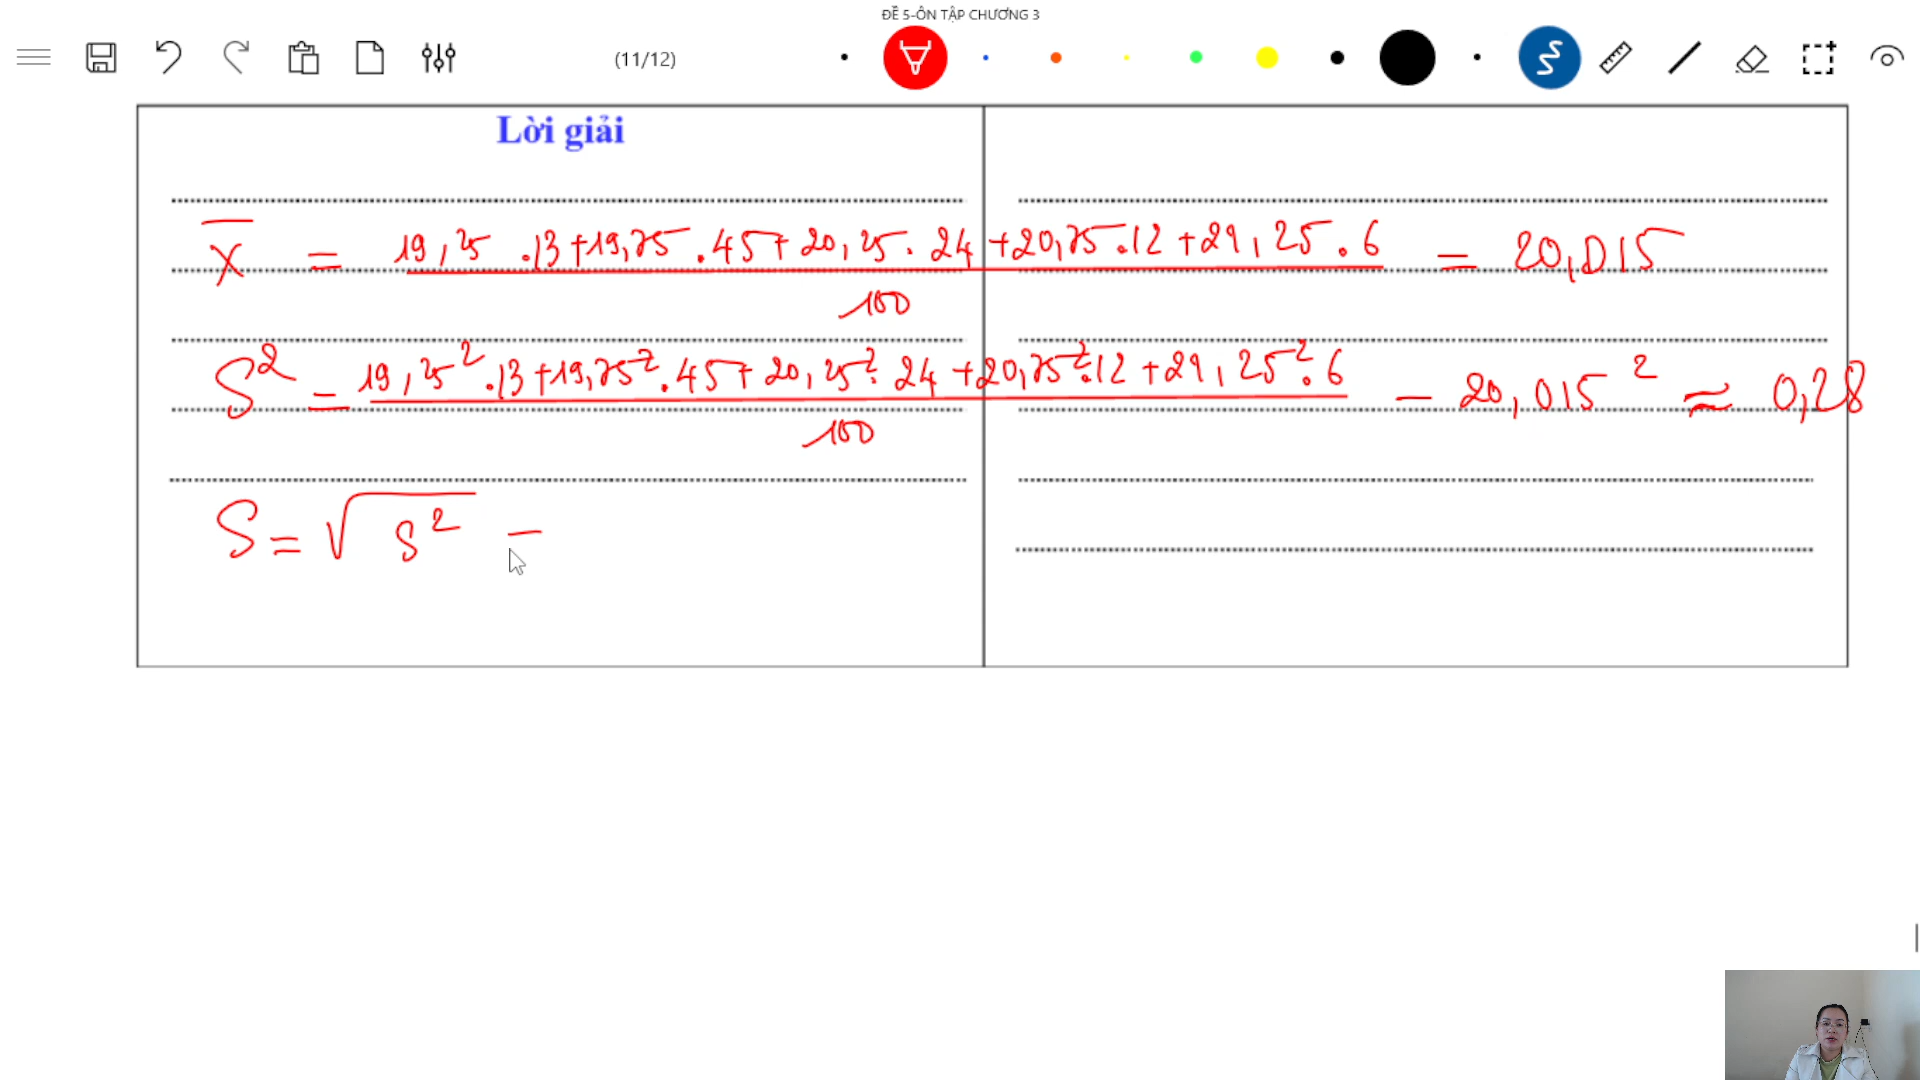 ĐỀ 5-ÔN TẬP CHƯƠNG 3
(11/12)
Lời giải
x̄ = (19,25 .13+19,75 .45+ 20,25. 24 +20,75.12 +21,25.6)/100 = 20,015
S² = (19,25².13+19,75².45+ 20,25². 24 +20,75².12 +21,25².6)/100 − 20,015² ≈ 0,28
S = √s² −